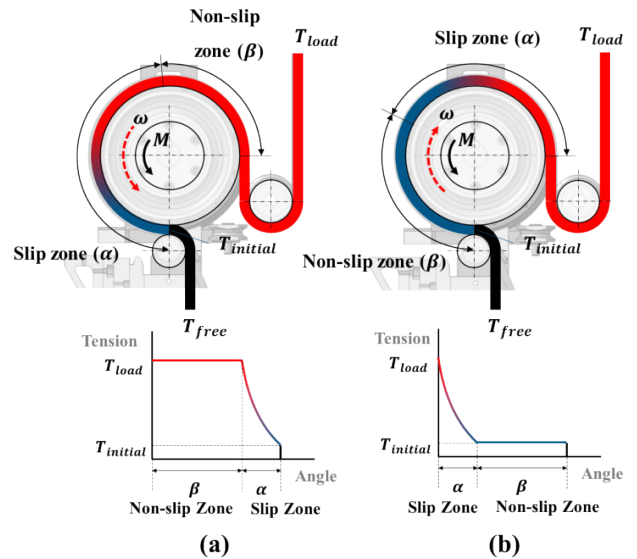 Non-slip
zone (β)
T_load
ω
M
Slip zone (α)
T_initial
T_free
Slip zone (α)
T_load
ω
M
T_initial
Non-slip zone (β)
T_free
Tension
T_load
T_initial
β
α
Angle
Non-Slip Zone
Slip Zone
(a)
Tension
T_load
T_initial
α
β
Angle
Slip Zone
Non-Slip Zone
(b)